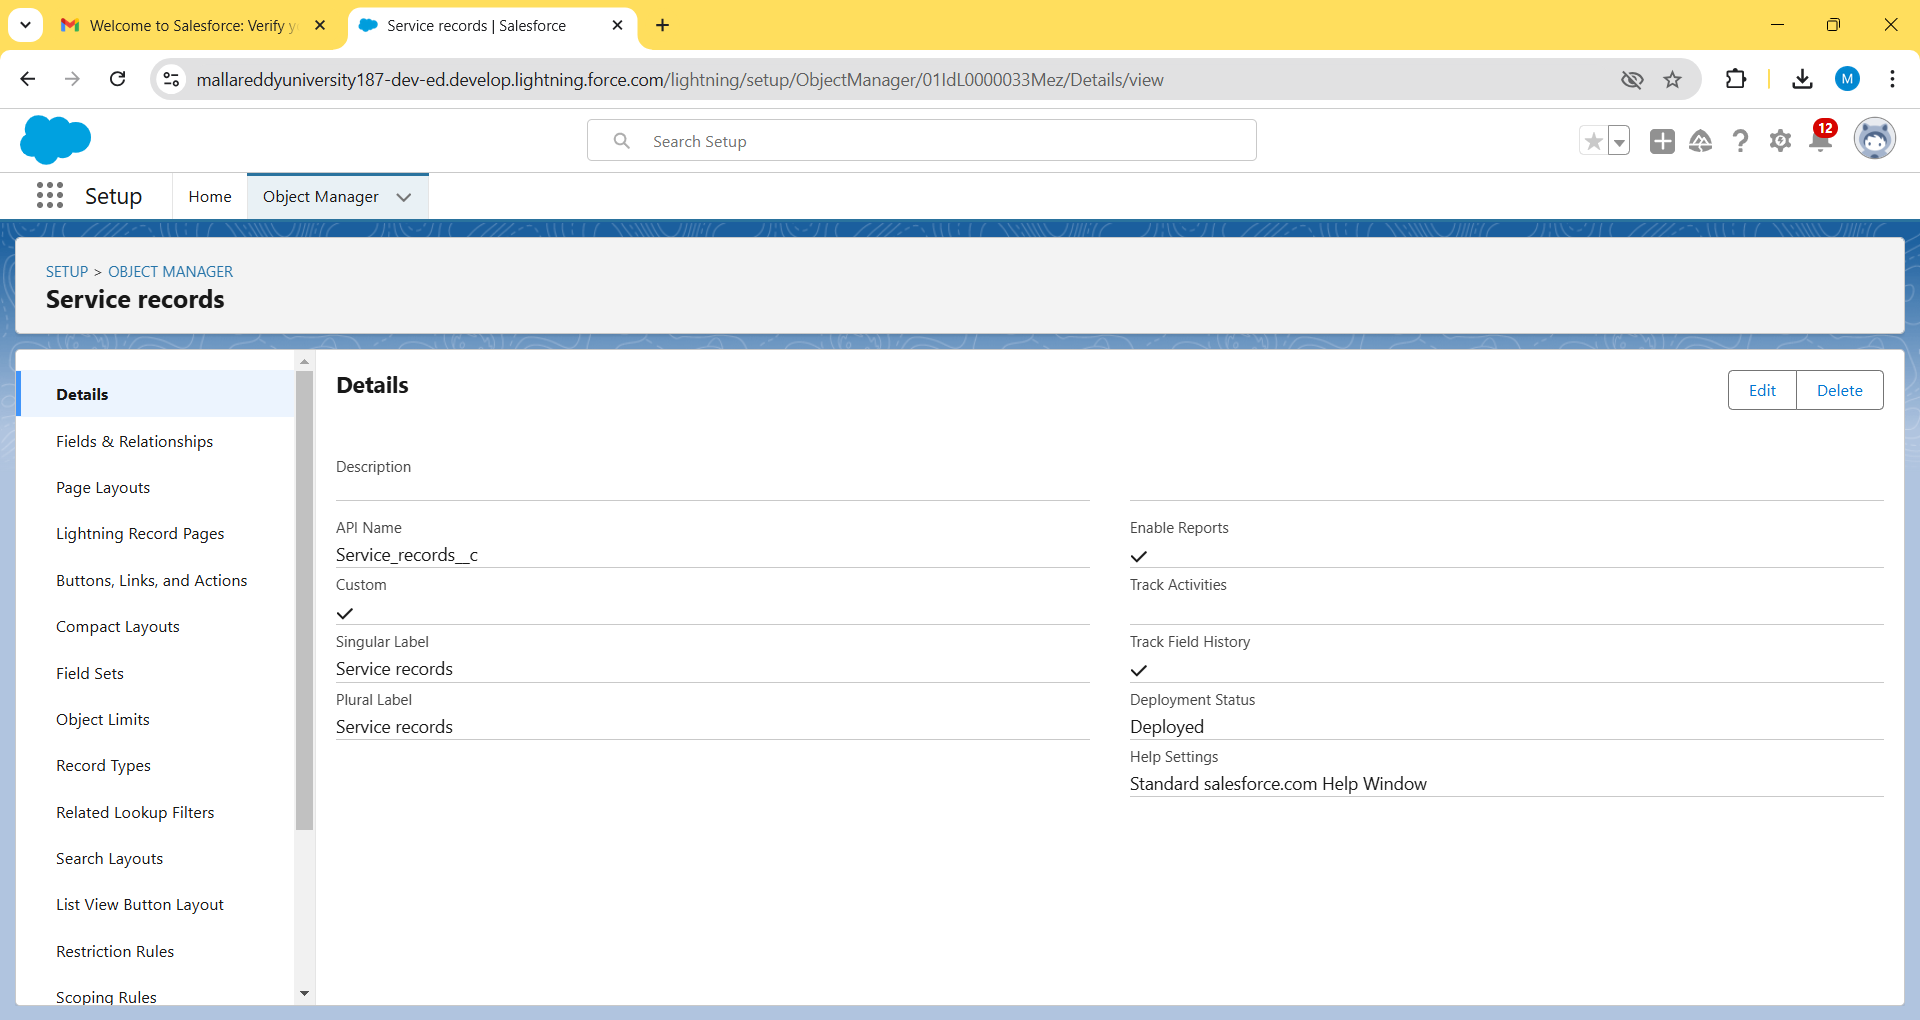 Welcome to Salesforce: Verify y
Service records | Salesforce
mallareddyuniversity187-dev-ed.develop.lightning.force.com/lightning/setup/ObjectManager/01IdL0000033Mez/Details/view
M
Search Setup
12
Setup
Home
Object Manager
SETUP > OBJECT MANAGER
Service records
Details
Fields & Relationships
Page Layouts
Lightning Record Pages
Buttons, Links, and Actions
Compact Layouts
Field Sets
Object Limits
Record Types
Related Lookup Filters
Search Layouts
List View Button Layout
Restriction Rules
Scoping Rules
Details
Edit
Delete
Description
API Name
Service_records__c
Custom
Singular Label
Service records
Plural Label
Service records
Enable Reports
Track Activities
Track Field History
Deployment Status
Deployed
Help Settings
Standard salesforce.com Help Window